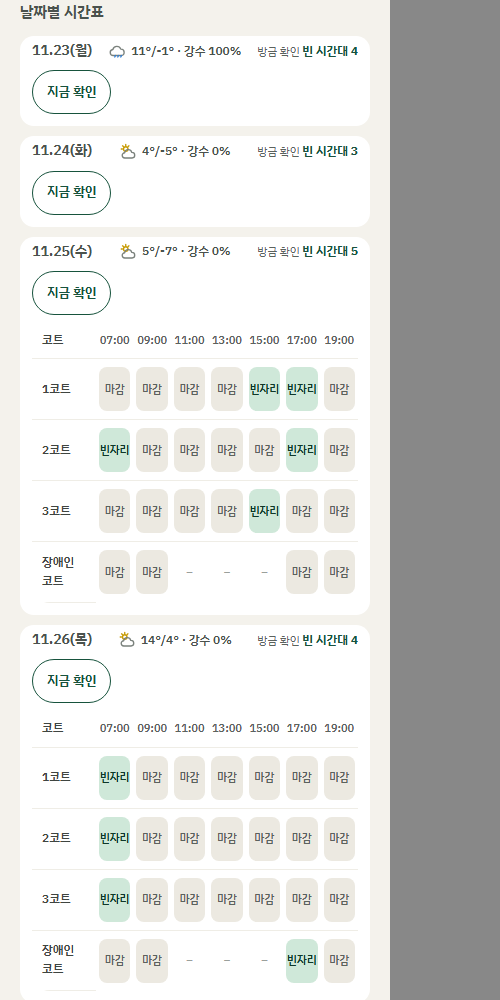 날짜별 시간표
11.23(월) 11°/-1° · 강수 100% 방금 확인 빈 시간대 4
지금 확인
11.24(화) 4°/-5° · 강수 0% 방금 확인 빈 시간대 3
지금 확인
11.25(수) 5°/-7° · 강수 0% 방금 확인 빈 시간대 5
지금 확인
코트 07:00 09:00 11:00 13:00 15:00 17:00 19:00
1코트 마감 마감 마감 마감 빈자리 빈자리 마감
2코트 빈자리 마감 마감 마감 마감 빈자리 마감
3코트 마감 마감 마감 마감 빈자리 마감 마감
장애인
코트 마감 마감 – – – 마감 마감
11.26(목) 14°/4° · 강수 0% 방금 확인 빈 시간대 4
지금 확인
코트 07:00 09:00 11:00 13:00 15:00 17:00 19:00
1코트 빈자리 마감 마감 마감 마감 마감 마감
2코트 빈자리 마감 마감 마감 마감 마감 마감
3코트 빈자리 마감 마감 마감 마감 마감 마감
장애인
코트 마감 마감 – – – 빈자리 마감